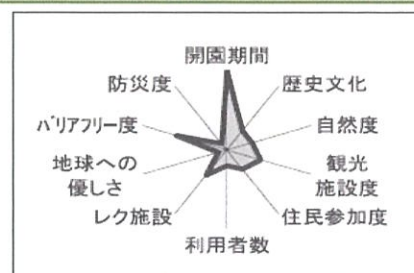 開園期間
防災度
歴史文化
バリアフリー度
自然度
地球への
優しさ
観光
施設度
レク施設
住民参加度
利用者数